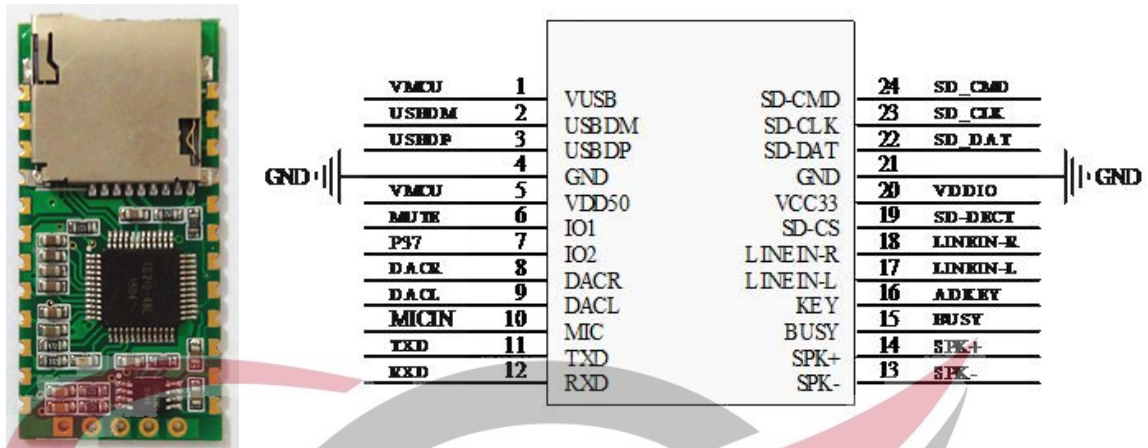 VMCU 1 VUSB SD-CMD 24 SD_CMD
USBDM 2 USBDM SD-CLK 23 SD_CLK
USBDP 3 USBDP SD-DAT 22 SD_DAT
GND 4 GND GND 21 GND
VMCU 5 VDD50 VCC33 20 VDDIO
MUTE 6 IO1 SD-CS 19 SD-DECT
P37 7 IO2 LINEIN-R 18 LINEIN-R
DACR 8 DACR LINEIN-L 17 LINEIN-L
DACL 9 DACL KEY 16 ADKEY
MICIN 10 MIC BUSY 15 BUSY
TXD 11 TXD SPK+ 14 SPK+
RXD 12 RXD SPK- 13 SPK-